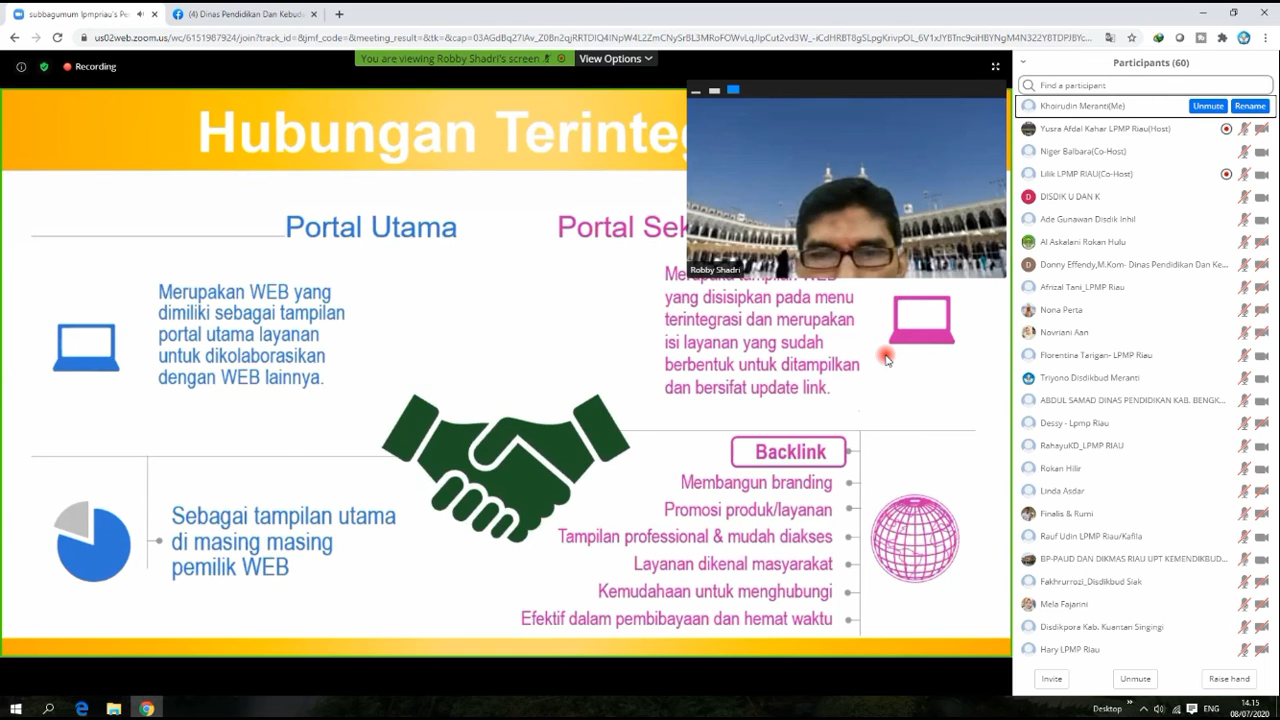 subbagumum lpmpriau's Pe
(4) Dinas Pendidikan Dan Kebud
us02web.zoom.us/wc/6151987924/join?track_id=&jmf_code=&meeting_result=&tk=&cap=
Recording
You are viewing Robby Shadri's screen
View Options
Hubungan Terinte
Portal Utama
Merupakan WEB yang
dimiliki sebagai tampilan
portal utama layanan
untuk dikolaborasikan
dengan WEB lainnya.
Sebagai tampilan utama
di masing masing
pemilik WEB
Portal Sek
Robby Shadri
yang disisipkan pada menu
terintegrasi dan merupakan
isi layanan yang sudah
berbentuk untuk ditampilkan
dan bersifat update link.
Backlink
Membangun branding
Promosi produk/layanan
Tampilan professional & mudah diakses
Layanan dikenal masyarakat
Kemudahaan untuk menghubungi
Efektif dalam pembibayaan dan hemat waktu
Participants (60)
Find a participant
Khoirudin Meranti(Me) Unmute Rename
Yusra Afdal Kahar LPMP Riau(Host)
Niger Balbara(Co-Host)
Lilik LPMP RIAU(Co-Host)
D DISDIK U DAN K
Ade Gunawan Disdik Inhil
Al Askalani Rokan Hulu
D Donny Effendy,M.Kom- Dinas Pendidikan Dan Ke...
Afrizal Tani_LPMP Riau
Nona Perta
Novriani Aan
Florentina Tarigan- LPMP Riau
Triyono Disdikbud Meranti
ABDUL SAMAD DINAS PENDIDIKAN KAB. BENGK...
Dessy - Lpmp Riau
RahayuKD_LPMP RIAU
Rokan Hilir
Linda Asdar
Finalis & Rumi
Rauf Udin LPMP Riau/Kafila
BP-PAUD DAN DIKMAS RIAU UPT KEMENDIKBUD...
Fakhrurrozi_Disdikbud Siak
Mela Fajarini
Disdikpora Kab. Kuantan Singingi
Hary LPMP Riau
Invite Unmute Raise hand
Desktop ENG
14.15
08/07/2020